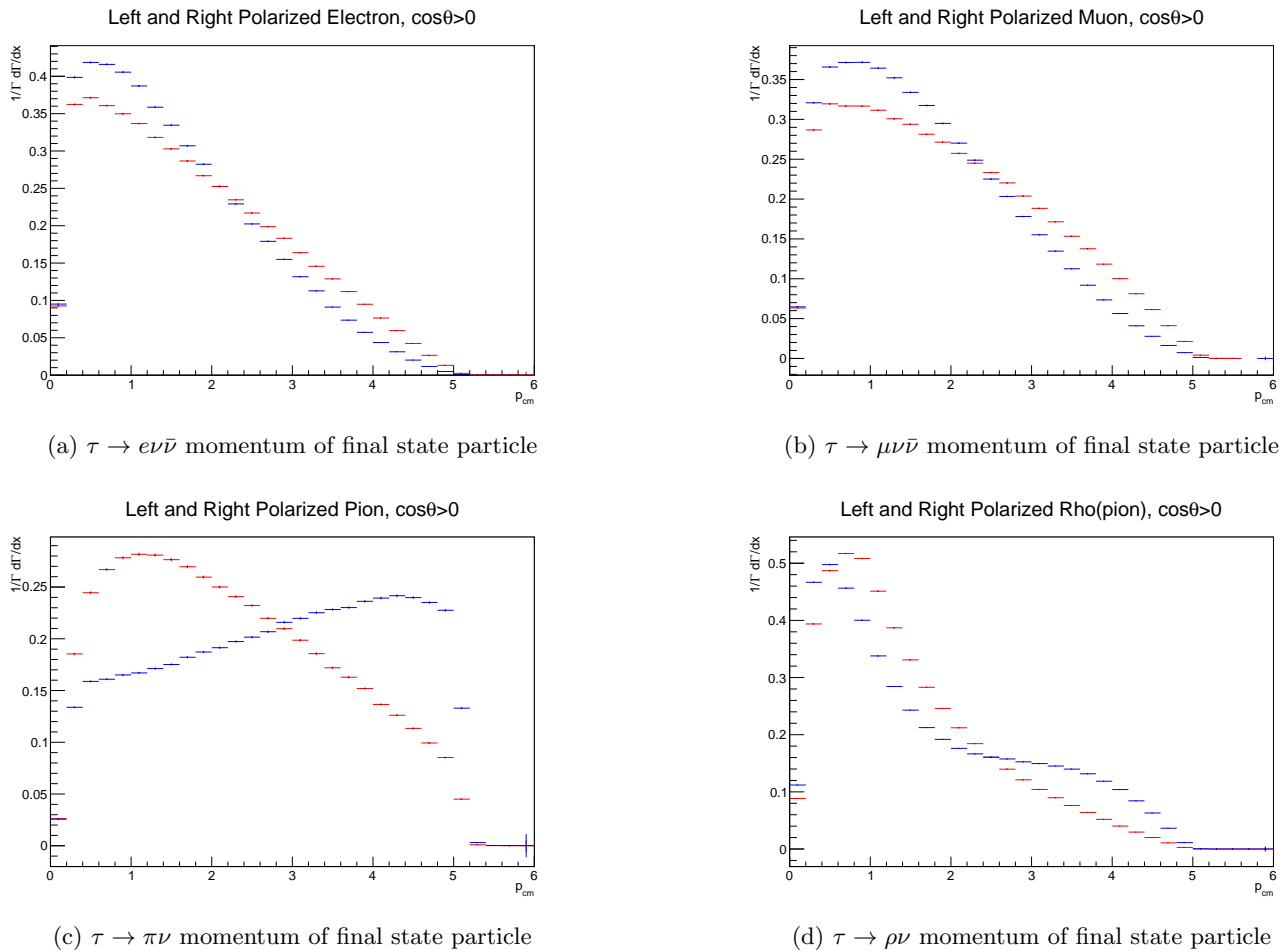 Left and Right Polarized Electron, cosθ>0
1/Γ dΓ/dx
0.4
0.35
0.3
0.25
0.2
0.15
0.1
0.05
0
0 1 2 3 4 5 6
p_cm
(a) τ → eνν̄ momentum of final state particle
Left and Right Polarized Muon, cosθ>0
1/Γ dΓ/dx
0.35
0.3
0.25
0.2
0.15
0.1
0.05
0
0 1 2 3 4 5 6
p_cm
(b) τ → μνν̄ momentum of final state particle
Left and Right Polarized Pion, cosθ>0
1/Γ dΓ/dx
0.25
0.2
0.15
0.1
0.05
0
0 1 2 3 4 5 6
p_cm
(c) τ → πν momentum of final state particle
Left and Right Polarized Rho(pion), cosθ>0
1/Γ dΓ/dx
0.5
0.4
0.3
0.2
0.1
0
0 1 2 3 4 5 6
p_cm
(d) τ → ρν momentum of final state particle